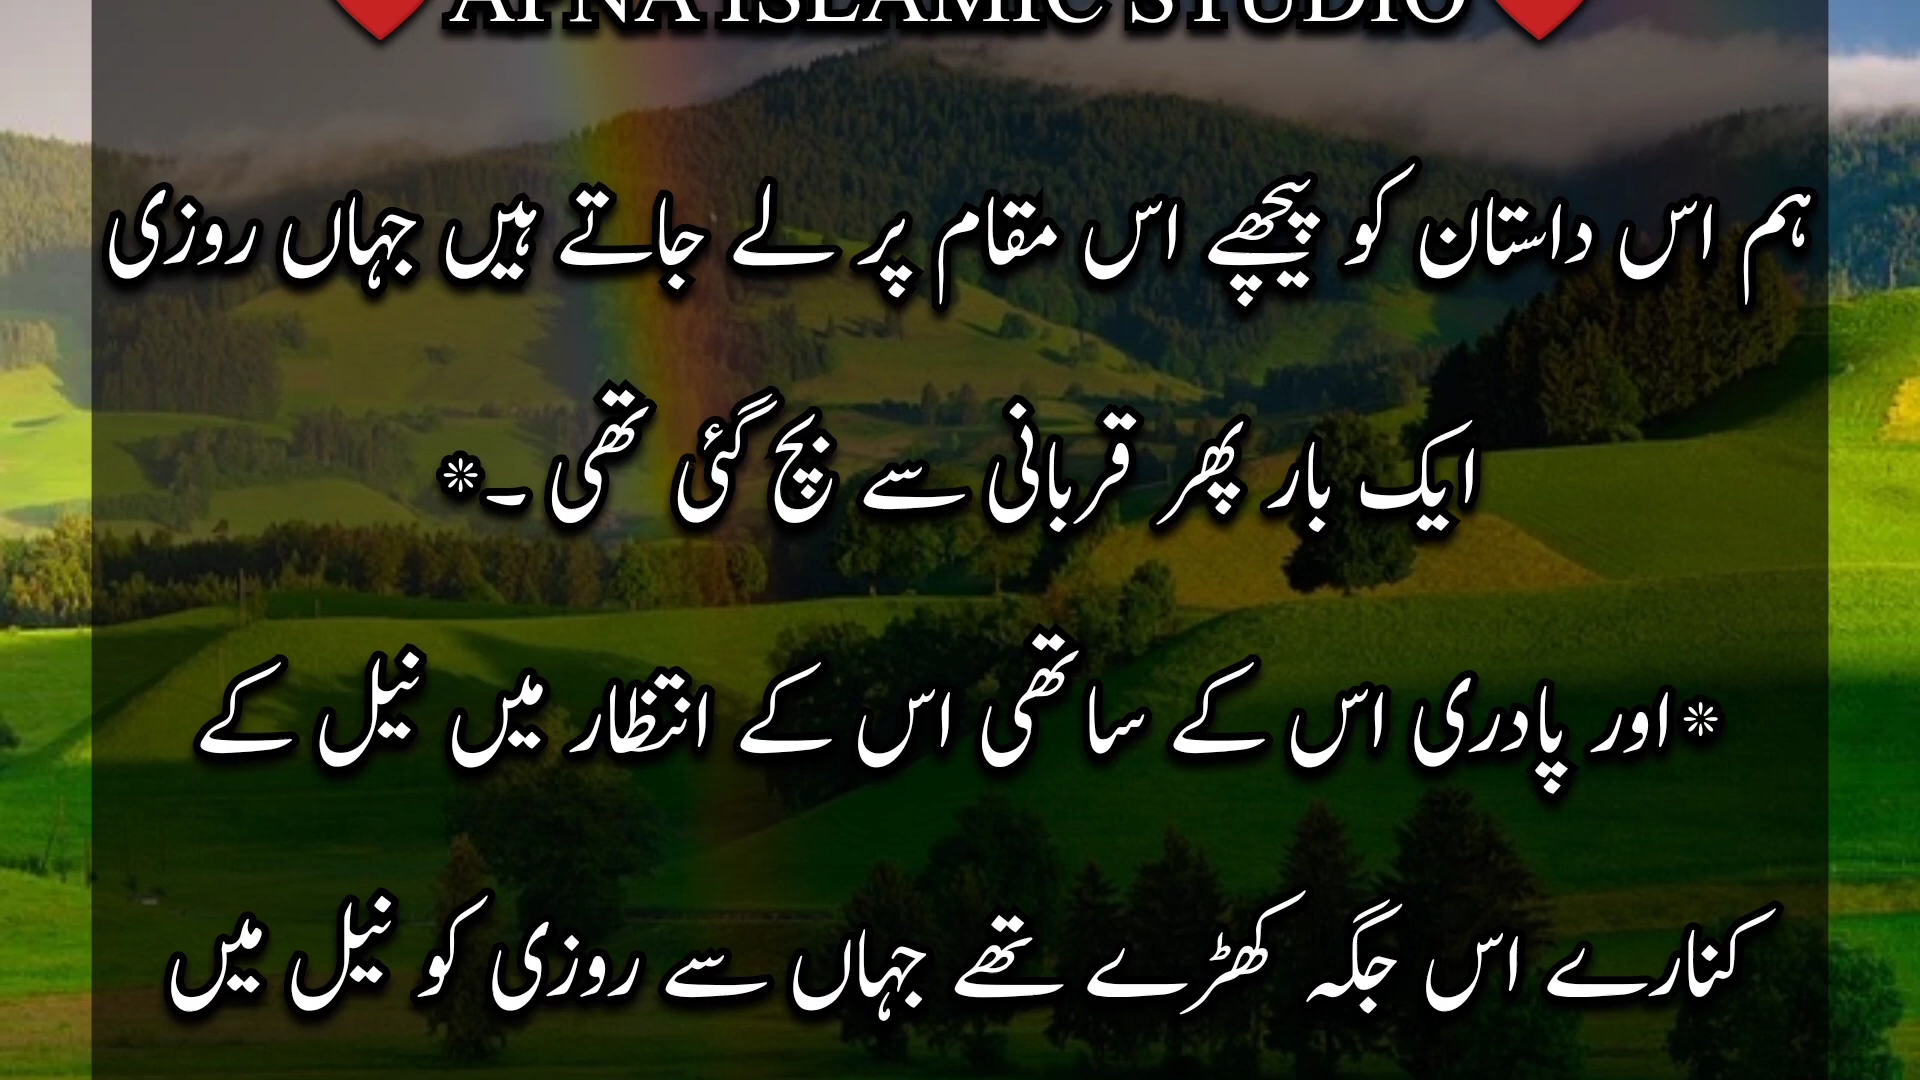 ❤️APNA ISLAMIC STUDIO❤️
ہم اس داستان کو پیچھے اس مقام پر لے جاتے ہیں جہاں روزی
ایک بار پھر قربانی سے بچ گئی تھی ۔*
*اور پادری اس کے ساتھی اس کے انتظار میں نیل کے
کنارے اس جگہ کھڑے تھے جہاں سے روزی کو نیل میں